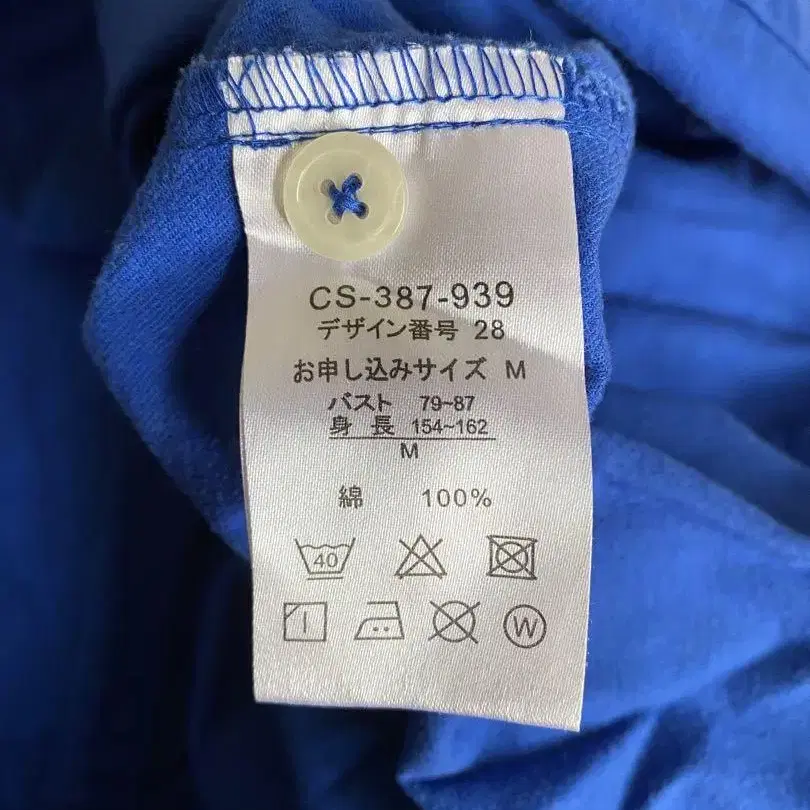 CS-387-939
デザイン番号 28
お申し込みサイズ M
バスト 79~87
身 長 154~162
M
綿 100%
40
W